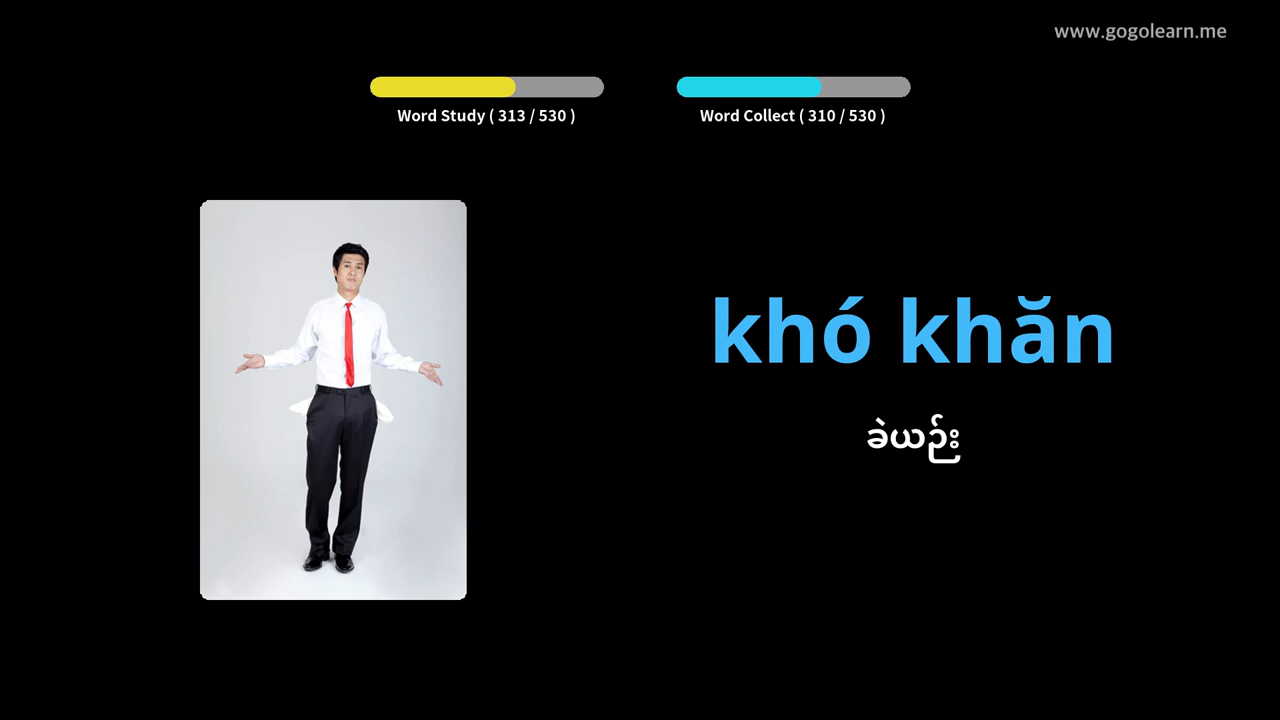 www.gogolearn.me
Word Study ( 313 / 530 )
Word Collect ( 310 / 530 )
khó khăn
ခဲယဉ်း